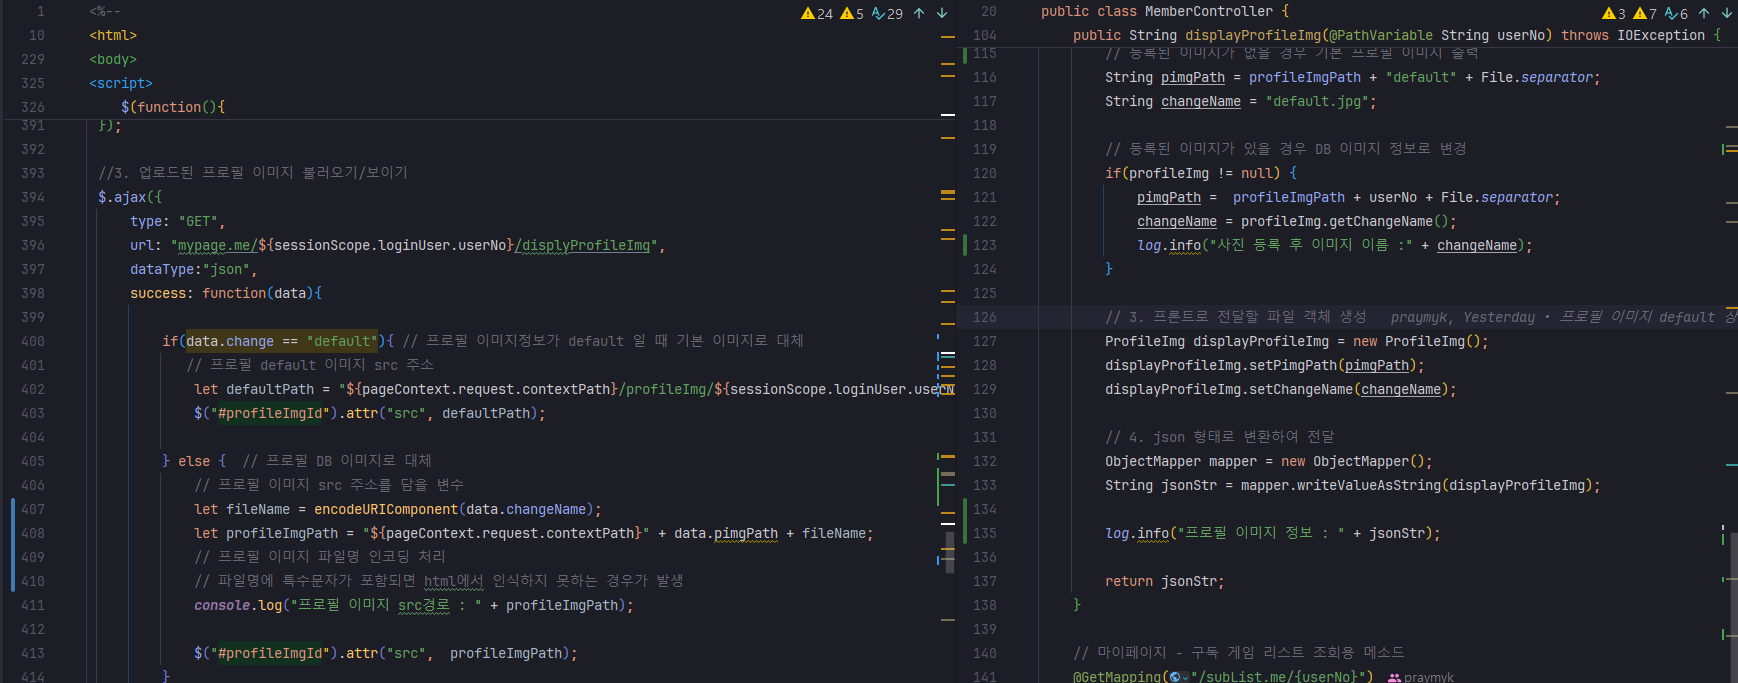 1 <%--
10 <html>
229 <body>
325 <script>
326 $(function(){
391 });
392
393 //3. 업로드된 프로필 이미지 불러오기/보이기
394 $.ajax({
395 type: "GET",
396 url: "mypage.me/${sessionScope.loginUser.userNo}/displyProfileImg",
397 dataType:"json",
398 success: function(data){
399
400 if(data.change == "default"){ // 프로필 이미지정보가 default 일 때 기본 이미지로 대체
401 // 프로필 default 이미지 src 주소
402 let defaultPath = "${pageContext.request.contextPath}/profileImg/${sessionScope.loginUser.userN
403 $("#profileImgId").attr("src", defaultPath);
404
405 } else { // 프로필 DB 이미지로 대체
406 // 프로필 이미지 src 주소를 담을 변수
407 let fileName = encodeURIComponent(data.changeName);
408 let profileImgPath = "${pageContext.request.contextPath}" + data.pimgPath + fileName;
409 // 프로필 이미지 파일명 인코딩 처리
410 // 파일명에 특수문자가 포함되면 html에서 인식하지 못하는 경우가 발생
411 console.log("프로필 이미지 src경로 : " + profileImgPath);
412
413 $("#profileImgId").attr("src", profileImgPath);
414 }
24 5 29
20 public class MemberController {
3 7 6
104 public String displayProfileImg(@PathVariable String userNo) throws IOException {
115 // 등록된 이미지가 없을 경우 기본 프로필 이미지 출력
116 String pimgPath = profileImgPath + "default" + File.separator;
117 String changeName = "default.jpg";
118
119 // 등록된 이미지가 있을 경우 DB 이미지 정보로 변경
120 if(profileImg != null) {
121 pimgPath = profileImgPath + userNo + File.separator;
122 changeName = profileImg.getChangeName();
123 log.info("사진 등록 후 이미지 이름 :" + changeName);
124 }
125
126 // 3. 프론트로 전달할 파일 객체 생성 praymyk, Yesterday • 프로필 이미지 default 상
127 ProfileImg displayProfileImg = new ProfileImg();
128 displayProfileImg.setPimgPath(pimgPath);
129 displayProfileImg.setChangeName(changeName);
130
131 // 4. json 형태로 변환하여 전달
132 ObjectMapper mapper = new ObjectMapper();
133 String jsonStr = mapper.writeValueAsString(displayProfileImg);
134
135 log.info("프로필 이미지 정보 : " + jsonStr);
136
137 return jsonStr;
138 }
139
140 // 마이페이지 - 구독 게임 리스트 조회용 메소드
141 @GetMapping("/subList.me/{userNo}") praymyk